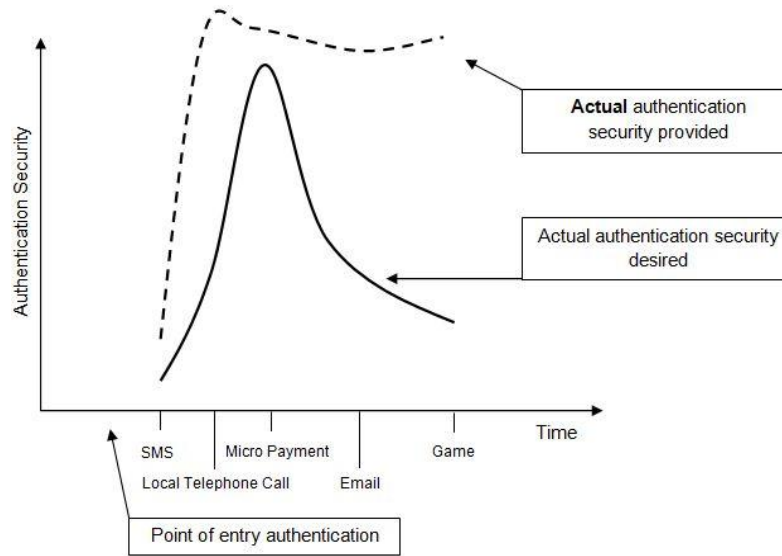 Authentication Security
Actual authentication
security provided
Actual authentication security
desired
Time
SMS
Micro Payment
Game
Local Telephone Call
Email
Point of entry authentication